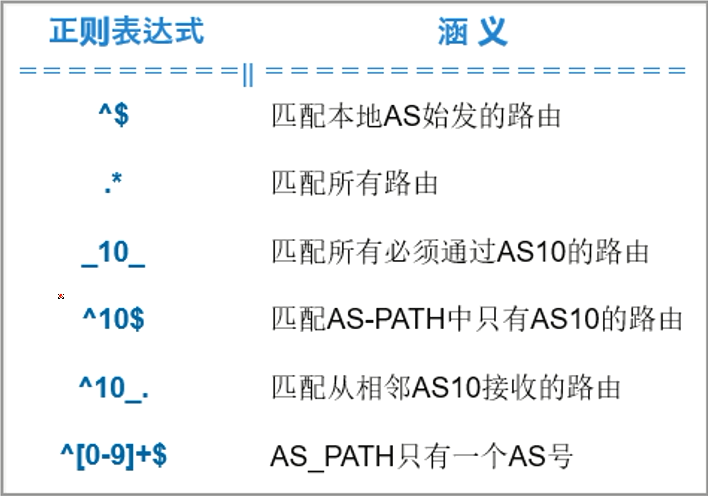 正则表达式 涵 义
=========||=================
^$ 匹配本地AS始发的路由
.* 匹配所有路由
_10_ 匹配所有必须通过AS10的路由
^10$ 匹配AS-PATH中只有AS10的路由
^10_. 匹配从相邻AS10接收的路由
^[0-9]+$ AS_PATH只有一个AS号